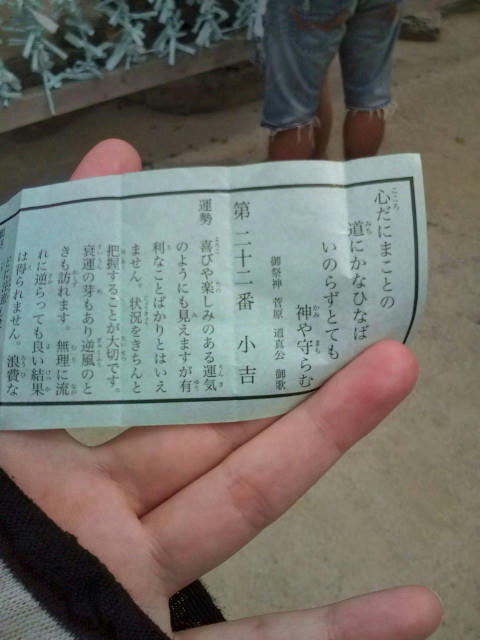 心だにまことの
道にかなひなば
いのらずとても
神や守らむ
御祭神 菅原 道真公 御歌
第 二十二番 小吉
運勢 喜びや楽しみのある運気
のようにも見えますが有
利なことばかりとはいえ
ません。状況をきちんと
把握することが大切です。
衰運の芽もあり逆風のと
きも訪れます。無理に流
れに逆らっても良い結果
は得られません。浪費な